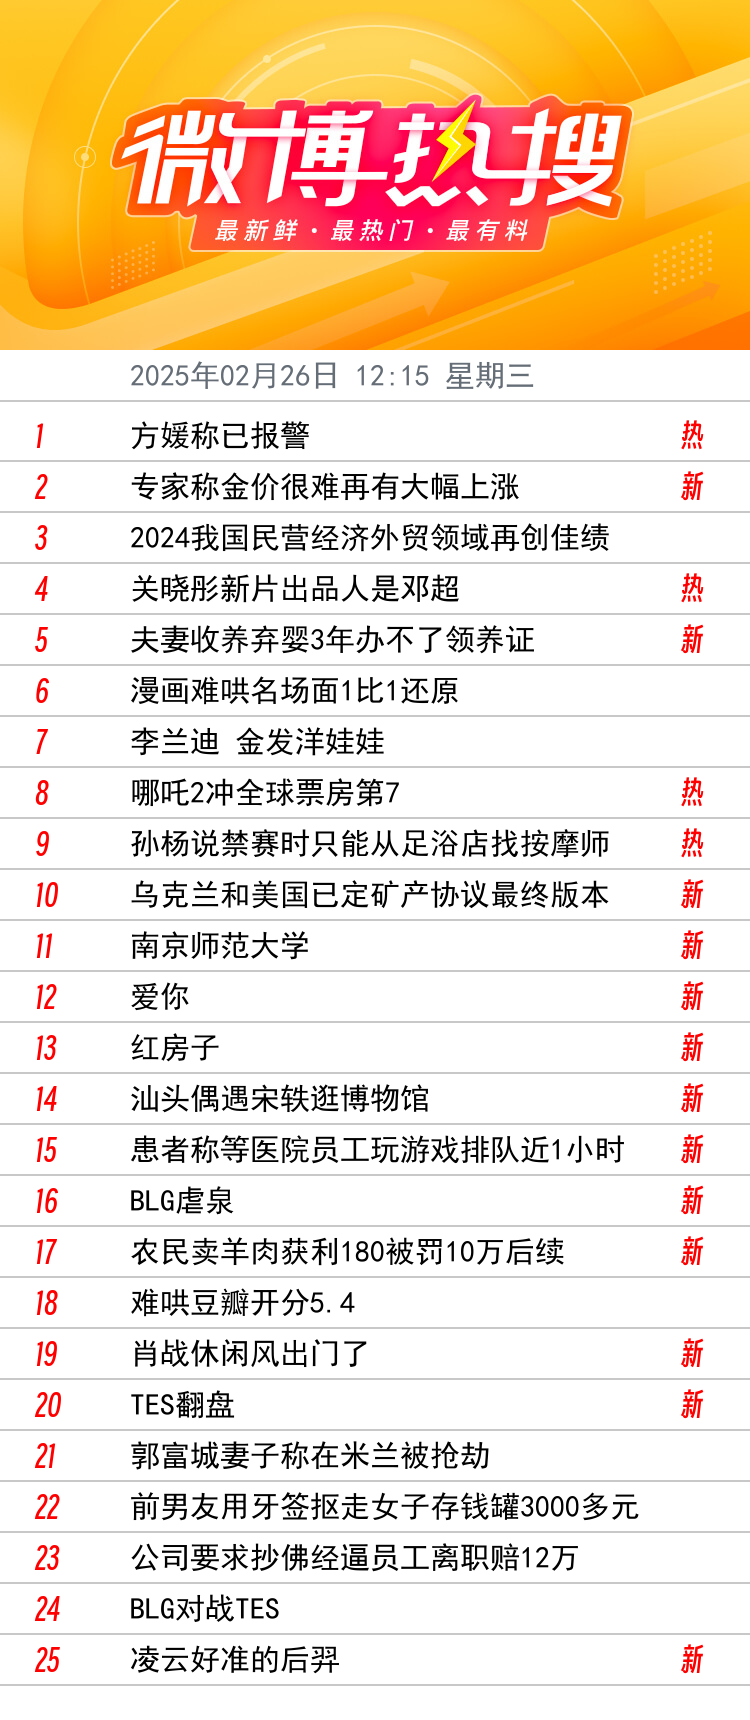 微博热搜
最新鲜·最热门·最有料
2025年02月26日 12:15 星期三
1 方媛称已报警 热
2 专家称金价很难再有大幅上涨 新
3 2024我国民营经济外贸领域再创佳绩
4 关晓彤新片出品人是邓超 热
5 夫妻收养弃婴3年办不了领养证 新
6 漫画难哄名场面1比1还原
7 李兰迪 金发洋娃娃
8 哪吒2冲全球票房第7 热
9 孙杨说禁赛时只能从足浴店找按摩师 热
10 乌克兰和美国已定矿产协议最终版本 新
11 南京师范大学 新
12 爱你 新
13 红房子 新
14 汕头偶遇宋轶逛博物馆 新
15 患者称等医院员工玩游戏排队近1小时 新
16 BLG虐泉 新
17 农民卖羊肉获利180被罚10万后续 新
18 难哄豆瓣开分5.4
19 肖战休闲风出门了 新
20 TES翻盘 新
21 郭富城妻子称在米兰被抢劫
22 前男友用牙签抠走女子存钱罐3000多元
23 公司要求抄佛经逼员工离职赔12万
24 BLG对战TES
25 凌云好准的后羿 新